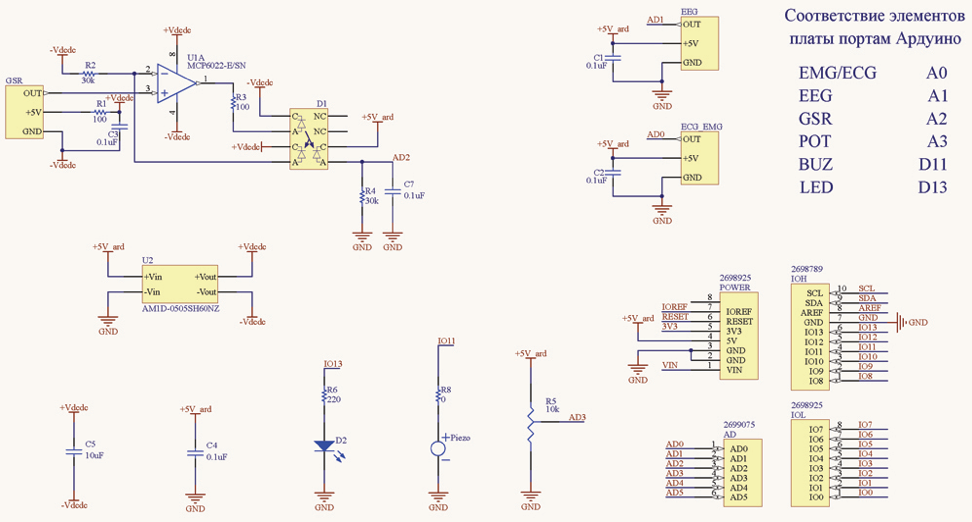 EEG
AD1
OUT
+5V_ard
+5V
C1
0.1uF
GND
GND
Соответствие элементов
платы портам Ардуино
EMG/ECG A0
EEG A1
GSR A2
POT A3
BUZ D11
LED D13
+Vdcdc
-Vdcdc
U1A
MCP6022-E/SN
R2
30k
8
2
3
1
4
GSR
OUT
+5V
GND
R1
100
+Vdcdc
C3
0.1uF
-Vdcdc
-Vdcdc
R3
100
-Vdcdc
D1
C NC
A NC
+Vdcdc
C C
A A
+5V_ard
AD2
R4
30k
C7
0.1uF
GND
GND
ECG_EMG
AD0
OUT
+5V_ard
+5V
C2
0.1uF
GND
GND
+5V_ard
+Vdcdc
U2
+Vin +Vout
-Vin -Vout
AM1D-0505SH60NZ
GND
-Vdcdc
2698925
POWER
8
IOREF 7 IOREF
RESET 6 RESET
3V3 5 3V3
+5V_ard
4 5V
3 GND
2 GND
VIN 1 VIN
GND
2698789
IOH
SCL 10 SCL
SDA 9 SDA
AREF 8 AREF
GND 7 GND
GND
IO13 6 IO13
IO12 5 IO12
IO11 4 IO11
IO10 3 IO10
IO9 2 IO9
IO8 1 IO8
+Vdcdc
C5
10uF
-Vdcdc
+5V_ard
C4
0.1uF
GND
IO13
R6
220
D2
GND
IO11
R8
0
+
Piezo
-
GND
+5V_ard
R5
10k
AD3
GND
2699075
AD
AD0 1 AD0
AD1 2 AD1
AD2 3 AD2
AD3 4 AD3
AD4 5 AD4
AD5 6 AD5
2698925
IOL
IO7 8 IO7
IO6 7 IO6
IO5 6 IO5
IO4 5 IO4
IO3 4 IO3
IO2 3 IO2
IO1 2 IO1
IO0 1 IO0